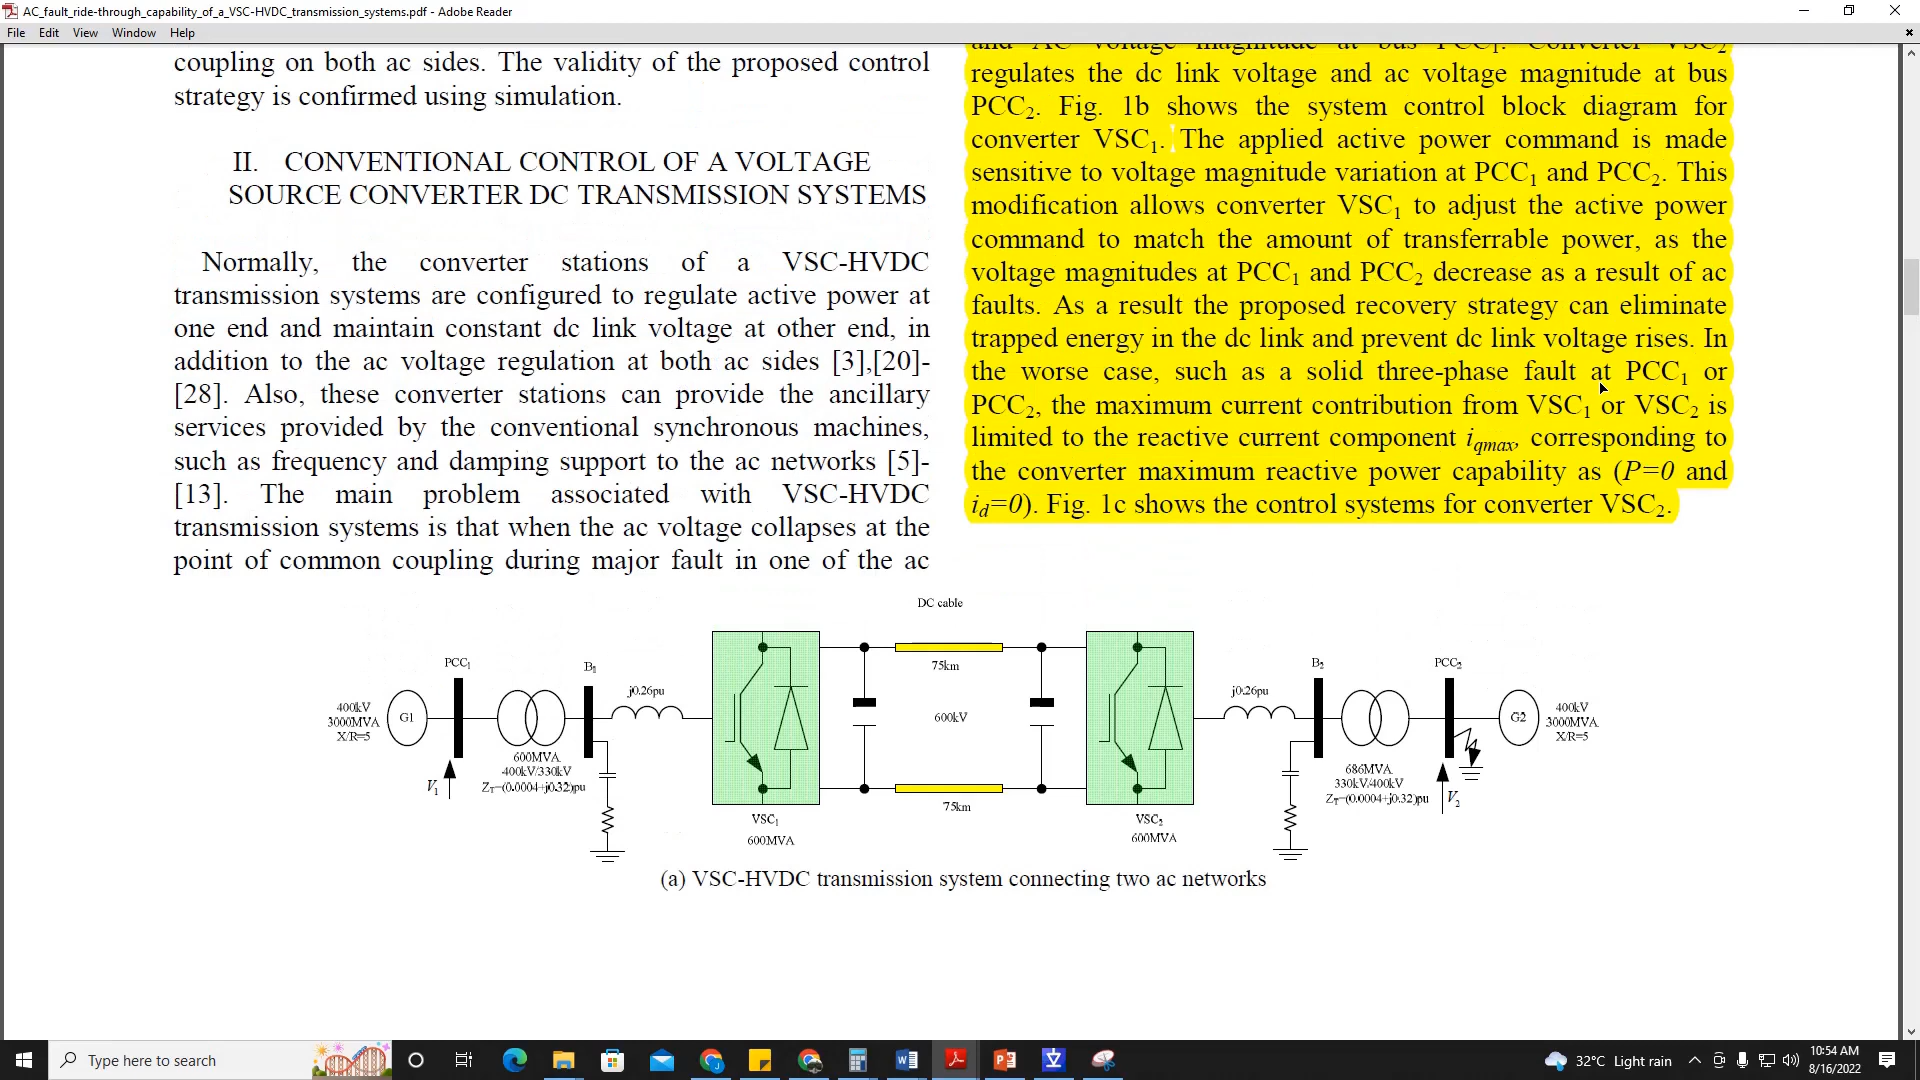 AC_fault_ride-through_capability_of_a_VSC-HVDC_transmission_systems.pdf - Adobe Reader
File Edit View Window Help
coupling on both ac sides. The validity of the proposed control
strategy is confirmed using simulation.
II. CONVENTIONAL CONTROL OF A VOLTAGE
SOURCE CONVERTER DC TRANSMISSION SYSTEMS
Normally, the converter stations of a VSC-HVDC
transmission systems are configured to regulate active power at
one end and maintain constant dc link voltage at other end, in
addition to the ac voltage regulation at both ac sides [3],[20]-
[28]. Also, these converter stations can provide the ancillary
services provided by the conventional synchronous machines,
such as frequency and damping support to the ac networks [5]-
[13]. The main problem associated with VSC-HVDC
transmission systems is that when the ac voltage collapses at the
point of common coupling during major fault in one of the ac
and AC voltage magnitude at bus PCC1. Converter VSC2
regulates the dc link voltage and ac voltage magnitude at bus
PCC2. Fig. 1b shows the system control block diagram for
converter VSC1. The applied active power command is made
sensitive to voltage magnitude variation at PCC1 and PCC2. This
modification allows converter VSC1 to adjust the active power
command to match the amount of transferrable power, as the
voltage magnitudes at PCC1 and PCC2 decrease as a result of ac
faults. As a result the proposed recovery strategy can eliminate
trapped energy in the dc link and prevent dc link voltage rises. In
the worse case, such as a solid three-phase fault at PCC1 or
PCC2, the maximum current contribution from VSC1 or VSC2 is
limited to the reactive current component iqmax, corresponding to
the converter maximum reactive power capability as (P=0 and
id=0). Fig. 1c shows the control systems for converter VSC2.
DC cable
PCC1
B1
j0.26pu
75km
j0.26pu
B2
PCC2
400kV
3000MVA
X/R=5
G1
600kV
G2
400kV
3000MVA
X/R=5
V1
600MVA
400kV/330kV
ZT=(0.0004+j0.32)pu
686MVA
330kV/400kV
ZT=(0.0004+j0.32)pu
V2
75km
VSC1
600MVA
VSC2
600MVA
(a) VSC-HVDC transmission system connecting two ac networks
Type here to search
32°C Light rain
10:54 AM
8/16/2022